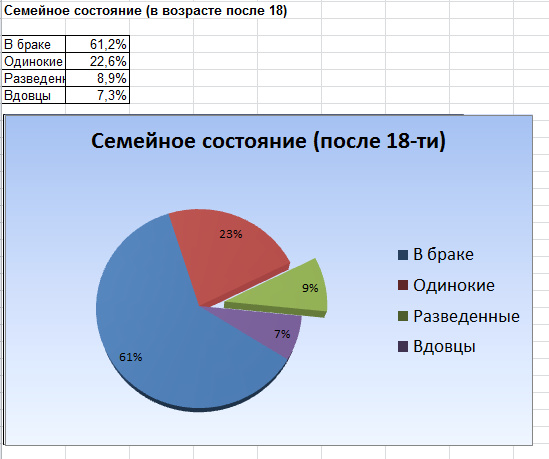 Семейное состояние (в возрасте после 18)
В браке 61,2%
Одинокие 22,6%
Разведен 8,9%
Вдовцы 7,3%
Семейное состояние (после 18-ти)
23%
9%
7%
61%
В браке
Одинокие
Разведенные
Вдовцы